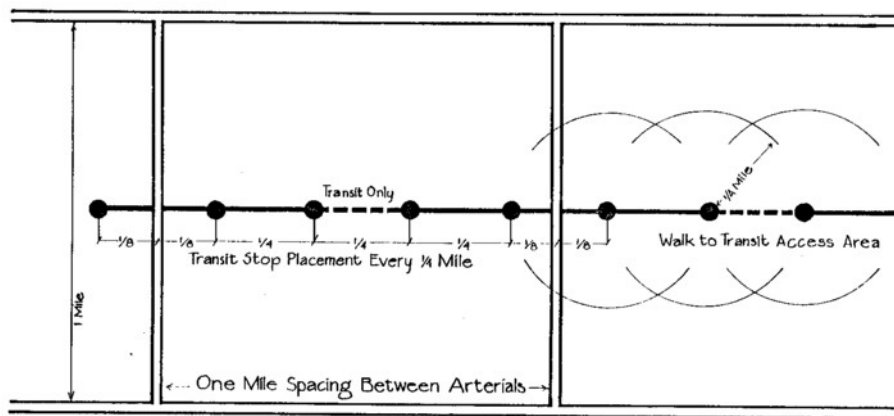 Transit Only
¼ Mile
⅛ ⅛ ¼ ¼ ¼ ⅛ ⅛
Walk to Transit Access Area
Transit Stop Placement Every ¼ Mile
1 Mile
One Mile Spacing Between Arterials